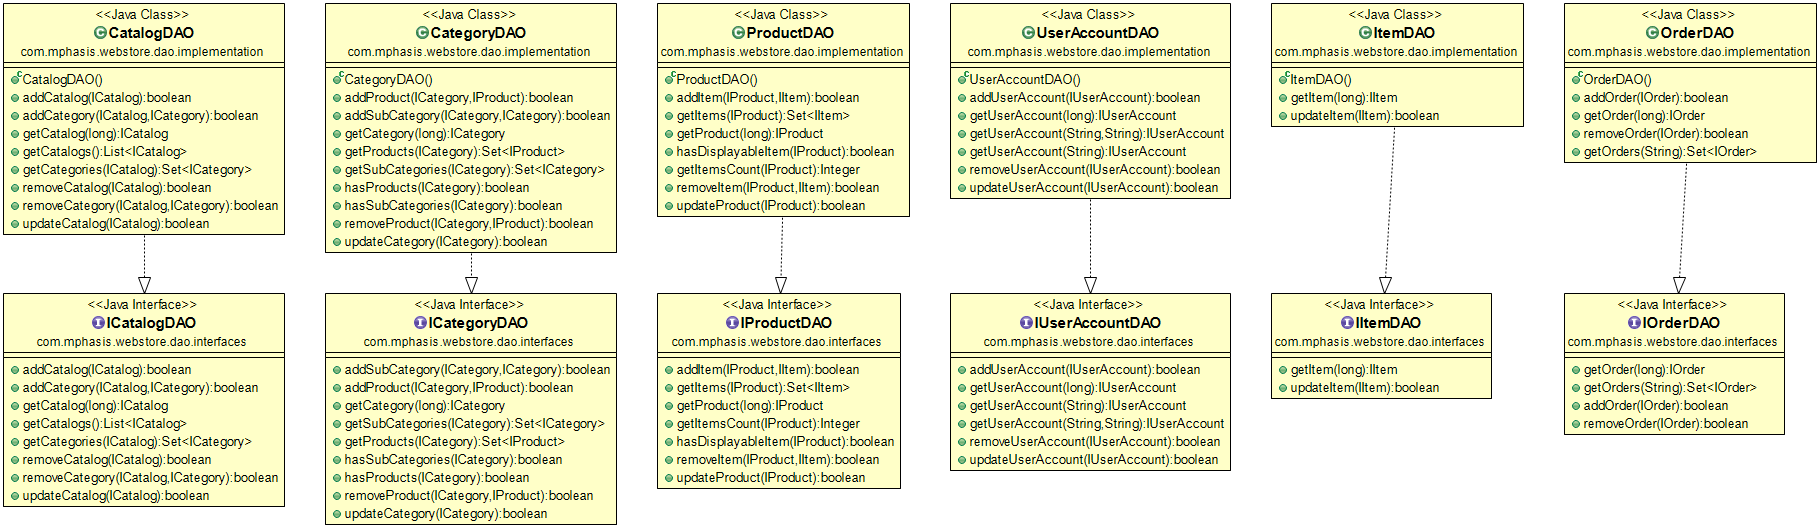 <<Java Class>>
CatalogDAO
com.mphasis.webstore.dao.implementation
CatalogDAO()
addCatalog(ICatalog):boolean
addCategory(ICatalog,ICategory):boolean
getCatalog(long):ICatalog
getCatalogs():List<ICatalog>
getCategories(ICatalog):Set<ICategory>
removeCatalog(ICatalog):boolean
removeCategory(ICatalog,ICategory):boolean
updateCatalog(ICatalog):boolean
<<Java Class>>
CategoryDAO
com.mphasis.webstore.dao.implementation
CategoryDAO()
addProduct(ICategory,IProduct):boolean
addSubCategory(ICategory,ICategory):boolean
getCategory(long):ICategory
getProducts(ICategory):Set<IProduct>
getSubCategories(ICategory):Set<ICategory>
hasProducts(ICategory):boolean
hasSubCategories(ICategory):boolean
removeProduct(ICategory,IProduct):boolean
updateCategory(ICategory):boolean
<<Java Class>>
ProductDAO
com.mphasis.webstore.dao.implementation
ProductDAO()
addItem(IProduct,IItem):boolean
getItems(IProduct):Set<IItem>
getProduct(long):IProduct
hasDisplayableItem(IProduct):boolean
getItemsCount(IProduct):Integer
removeItem(IProduct,IItem):boolean
updateProduct(IProduct):boolean
<<Java Class>>
UserAccountDAO
com.mphasis.webstore.dao.implementation
UserAccountDAO()
addUserAccount(IUserAccount):boolean
getUserAccount(long):IUserAccount
getUserAccount(String,String):IUserAccount
getUserAccount(String):IUserAccount
removeUserAccount(IUserAccount):boolean
updateUserAccount(IUserAccount):boolean
<<Java Class>>
ItemDAO
com.mphasis.webstore.dao.implementation
ItemDAO()
getItem(long):IItem
updateItem(IItem):boolean
<<Java Class>>
OrderDAO
com.mphasis.webstore.dao.implementation
OrderDAO()
addOrder(IOrder):boolean
getOrder(long):IOrder
removeOrder(IOrder):boolean
getOrders(String):Set<IOrder>
<<Java Interface>>
ICatalogDAO
com.mphasis.webstore.dao.interfaces
addCatalog(ICatalog):boolean
addCategory(ICatalog,ICategory):boolean
getCatalog(long):ICatalog
getCatalogs():List<ICatalog>
getCategories(ICatalog):Set<ICategory>
removeCatalog(ICatalog):boolean
removeCategory(ICatalog,ICategory):boolean
updateCatalog(ICatalog):boolean
<<Java Interface>>
ICategoryDAO
com.mphasis.webstore.dao.interfaces
addSubCategory(ICategory,ICategory):boolean
addProduct(ICategory,IProduct):boolean
getCategory(long):ICategory
getSubCategories(ICategory):Set<ICategory>
getProducts(ICategory):Set<IProduct>
hasSubCategories(ICategory):boolean
hasProducts(ICategory):boolean
removeProduct(ICategory,IProduct):boolean
updateCategory(ICategory):boolean
<<Java Interface>>
IProductDAO
com.mphasis.webstore.dao.interfaces
addItem(IProduct,IItem):boolean
getItems(IProduct):Set<IItem>
getProduct(long):IProduct
getItemsCount(IProduct):Integer
hasDisplayableItem(IProduct):boolean
removeItem(IProduct,IItem):boolean
updateProduct(IProduct):boolean
<<Java Interface>>
IUserAccountDAO
com.mphasis.webstore.dao.interfaces
addUserAccount(IUserAccount):boolean
getUserAccount(long):IUserAccount
getUserAccount(String):IUserAccount
getUserAccount(String,String):IUserAccount
removeUserAccount(IUserAccount):boolean
updateUserAccount(IUserAccount):boolean
<<Java Interface>>
IItemDAO
com.mphasis.webstore.dao.interfaces
getItem(long):IItem
updateItem(IItem):boolean
<<Java Interface>>
IOrderDAO
com.mphasis.webstore.dao.interfaces
getOrder(long):IOrder
getOrders(String):Set<IOrder>
addOrder(IOrder):boolean
removeOrder(IOrder):boolean